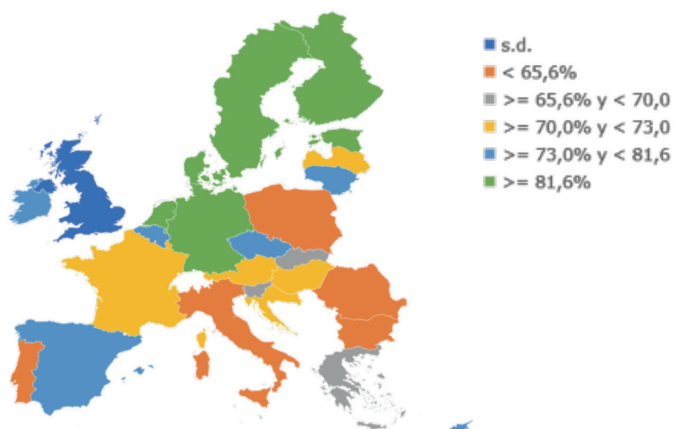 s.d.
< 65,6%
>= 65,6% y < 70,0
>= 70,0% y < 73,0
>= 73,0% y < 81,6
>= 81,6%